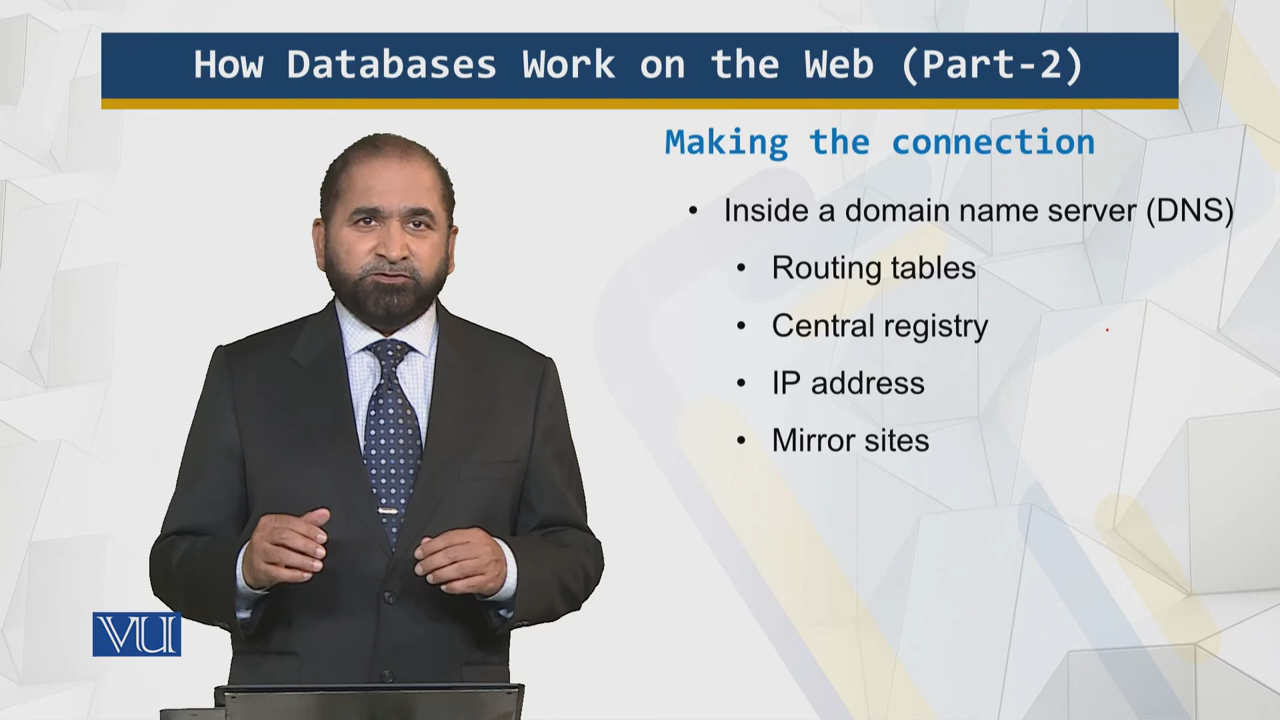 How Databases Work on the Web (Part-2)
Making the connection
• Inside a domain name server (DNS)
• Routing tables
• Central registry
• IP address
• Mirror sites
VU